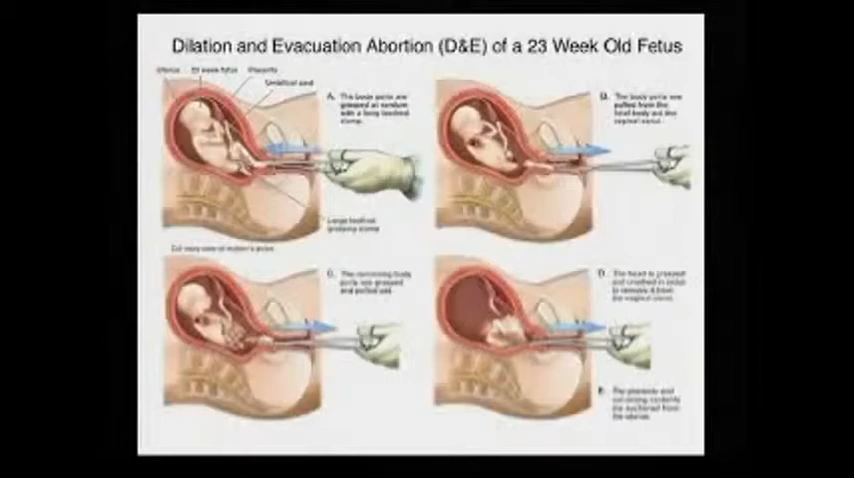 Dilation and Evacuation Abortion (D&E) of a 23 Week Old Fetus
Uterus 23 week fetus Placenta
Umbilical cord
A. The body parts are
grasped at random
with a long toothed
clamp.
B. The body parts are
pulled from the
fetal body out the
vaginal canal.
Large toothed
grasping clamp
Cut away view of mother's pelvis
C. The remaining body
parts are grasped
and pulled out.
D. The head is grasped
and crushed in order
to remove it from
the vaginal canal.
E. The placenta and
remaining contents
are suctioned from
the uterus.